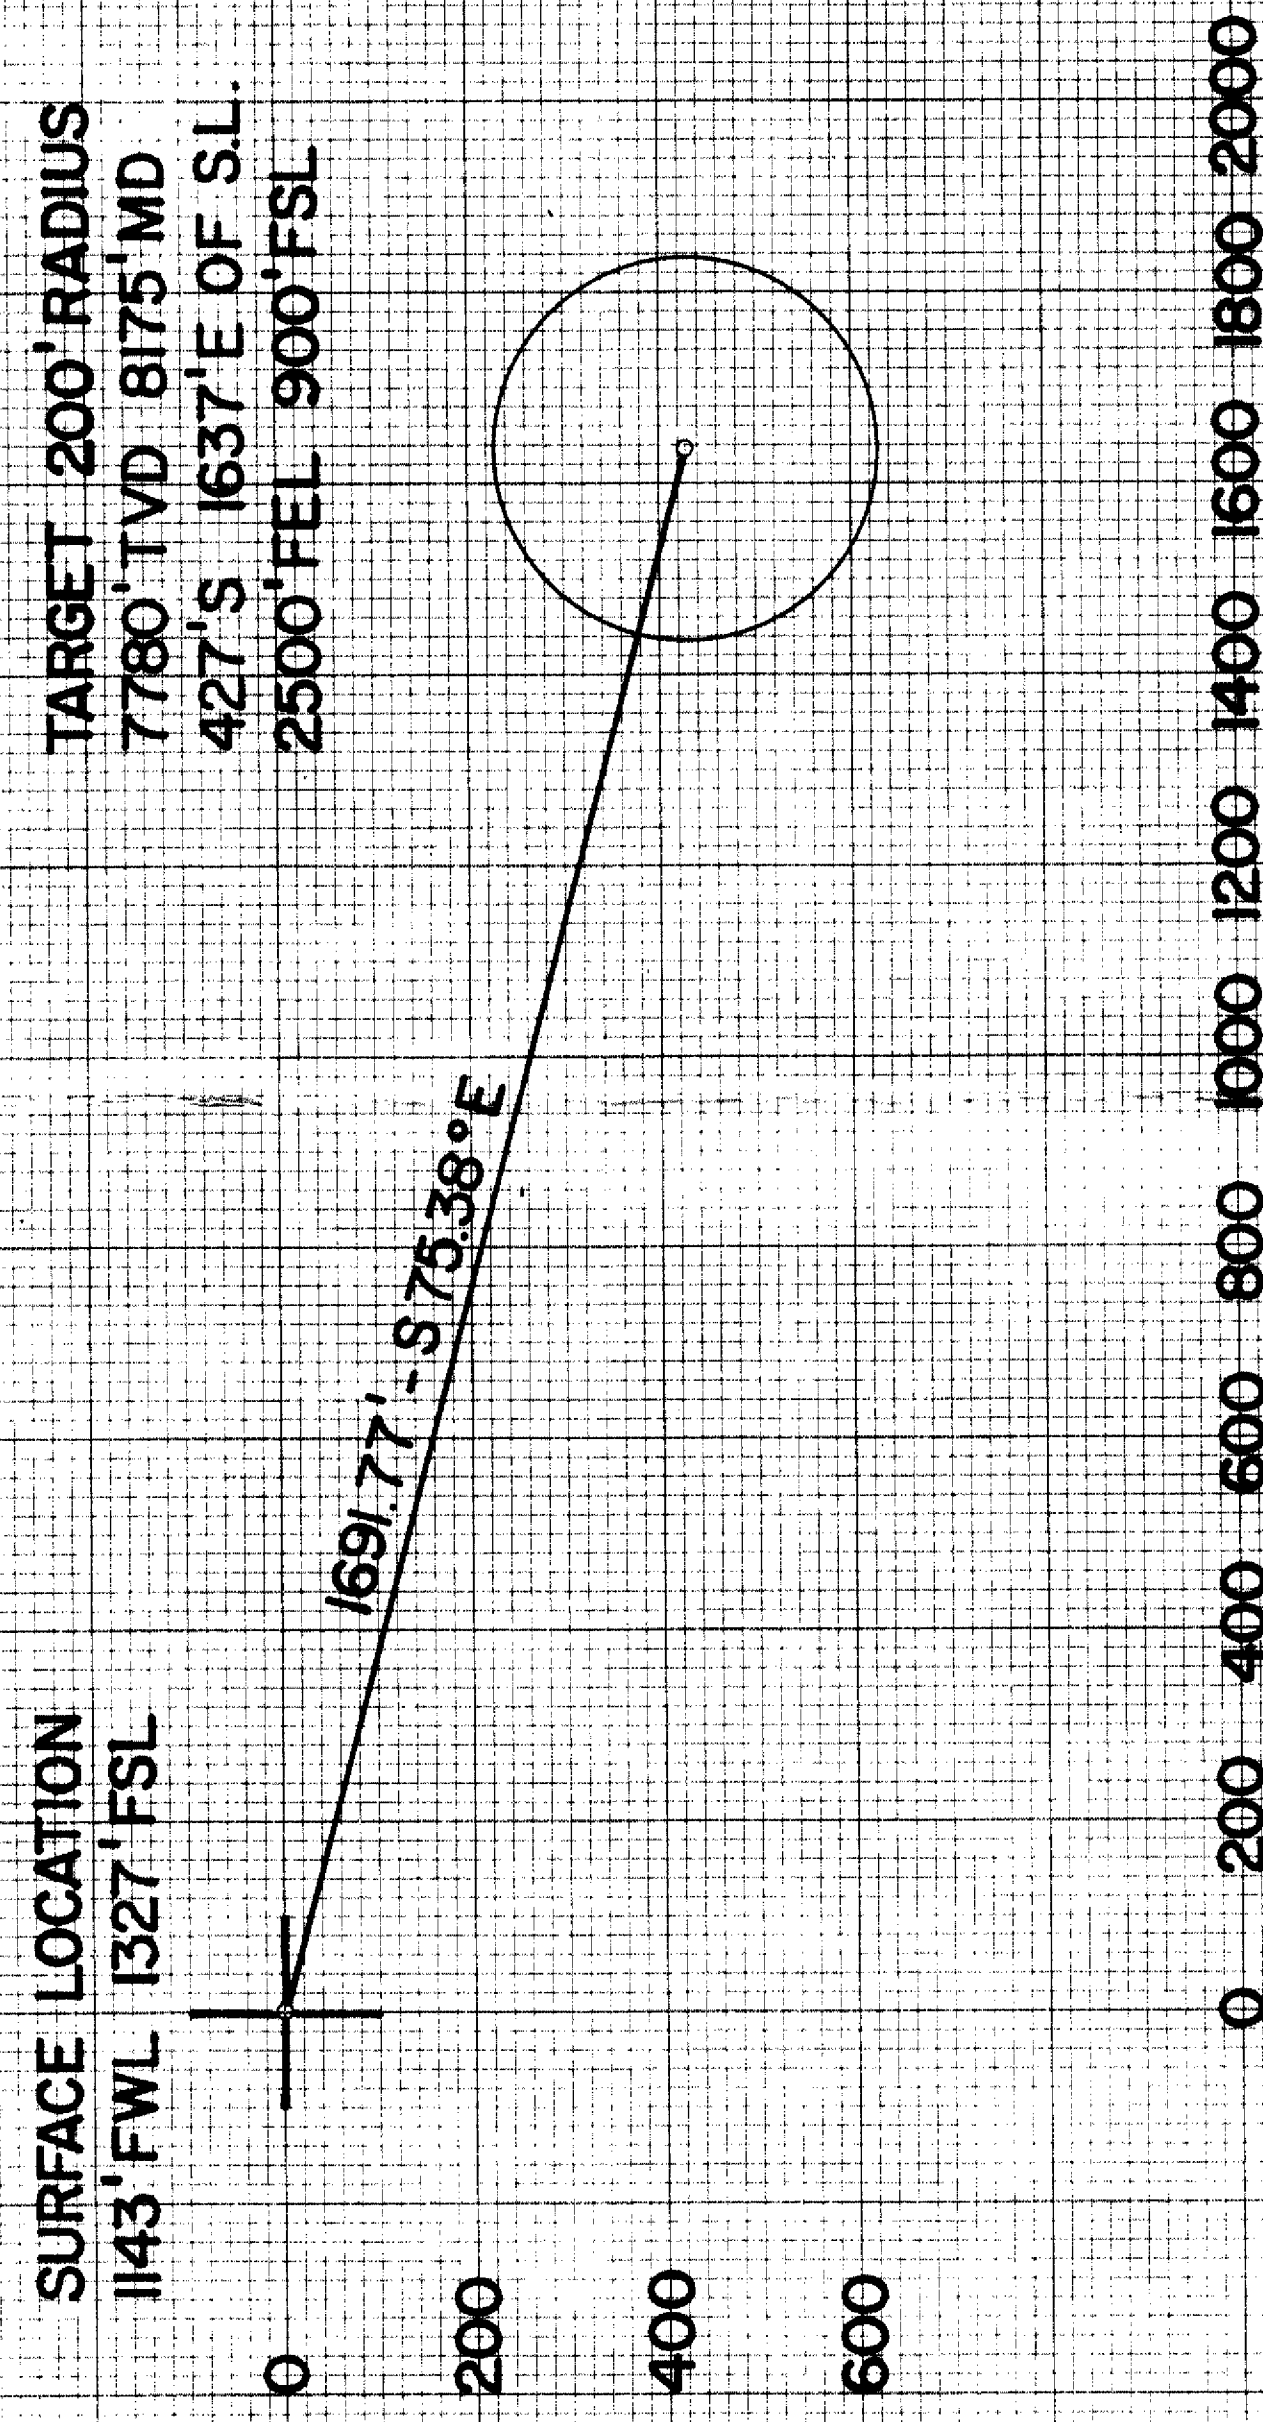 SURFACE LOCATION
1143' FWL 1327' FSL
TARGET 200' RADIUS
7780' TVD 8175' MD
427'S 1637'E OF S.L.
2500' FEL 900' FSL
1691.77' - S 75.38° E
0
200
400
600
0 200 400 600 800 1000 1200 1400 1600 1800 2000